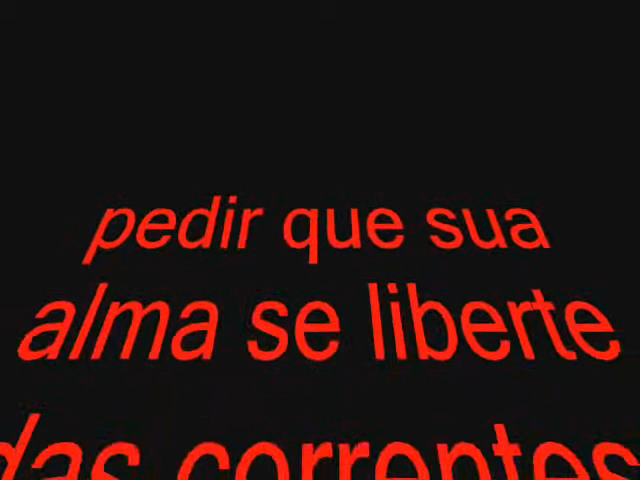 pedir que sua
alma se liberte
das correntes